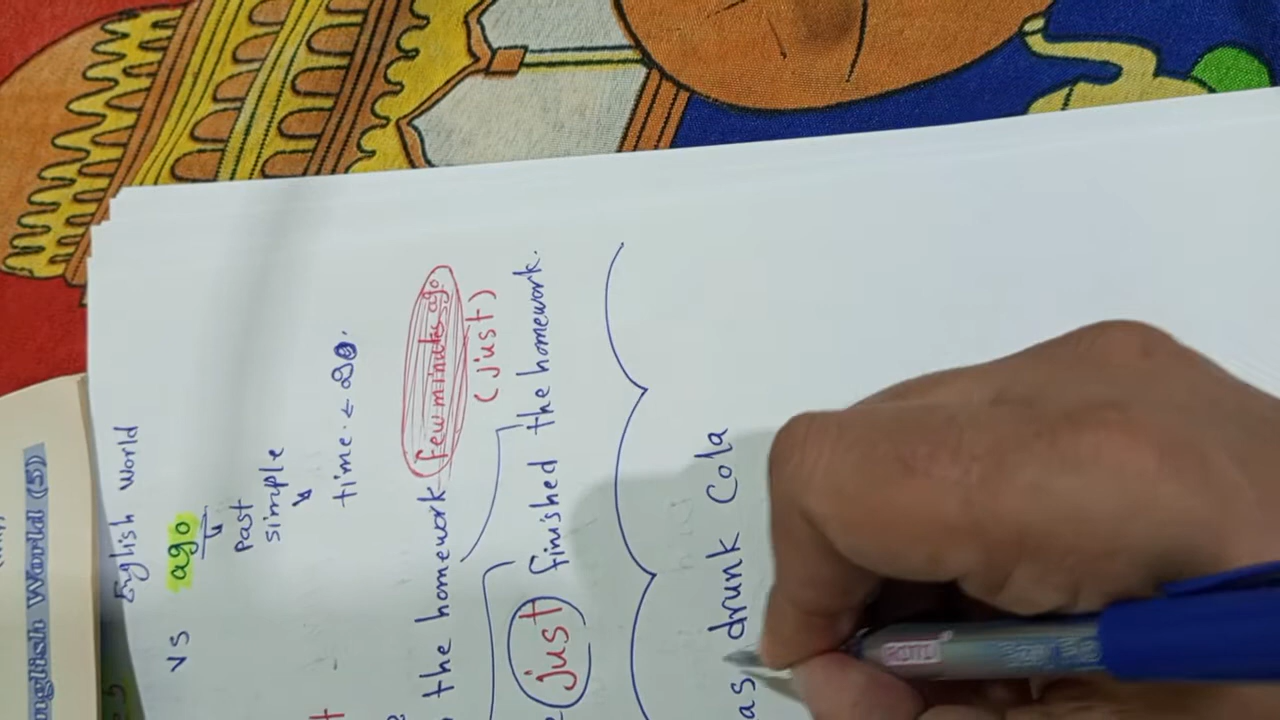 English World (5)
English World
vs ago
past
simple
time.
the homework few minutes ago
(just)
just finished the homework.
as drunk Cola